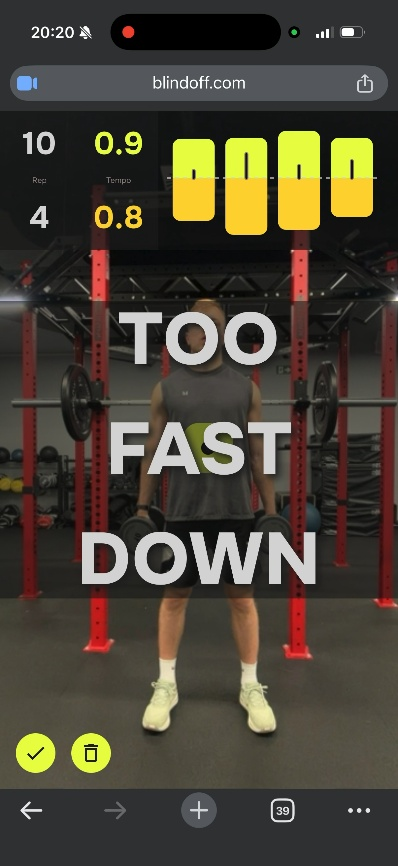 20:20
blindoff.com
10 0.9
Rep Tempo
4 0.8
TOO
FAST
DOWN
39